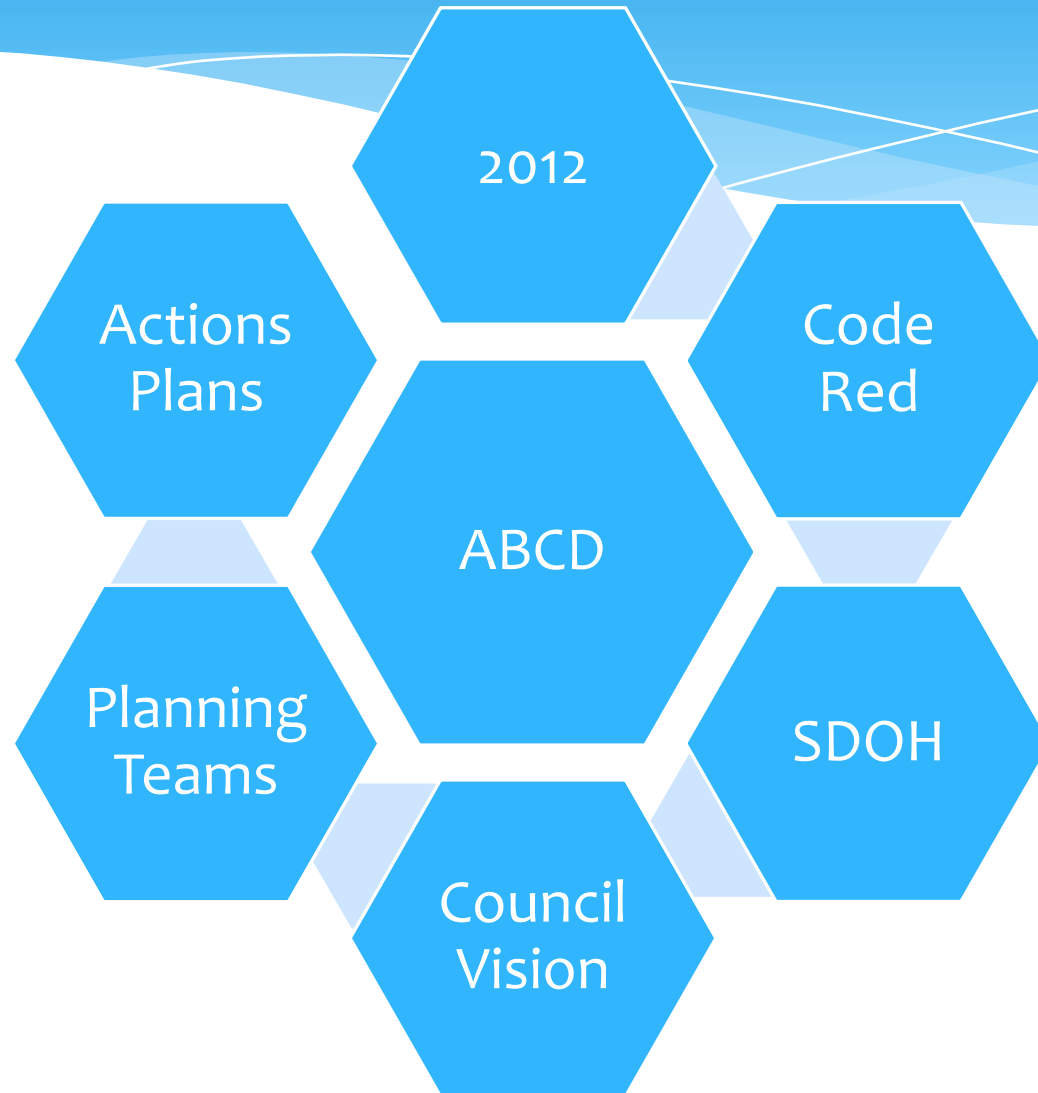 2012
Code
Red
SDOH
Council
Vision
Planning
Teams
Actions
Plans
ABCD